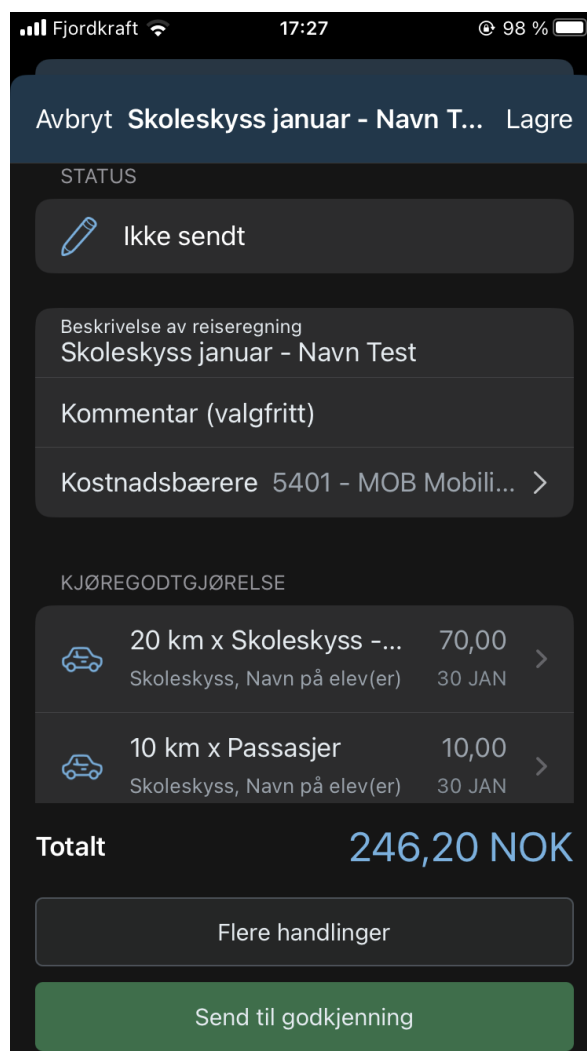 Fjordkraft 17:27 98 %
Avbryt Skoleskyss januar - Navn T... Lagre
STATUS
Ikke sendt
Beskrivelse av reiseregning
Skoleskyss januar - Navn Test
Kommentar (valgfritt)
Kostnadsbærere 5401 - MOB Mobili...
KJØREGODTGJØRELSE
20 km x Skoleskyss -... 70,00
Skoleskyss, Navn på elev(er) 30 JAN
10 km x Passasjer 10,00
Skoleskyss, Navn på elev(er) 30 JAN
Totalt 246,20 NOK
Flere handlinger
Send til godkjenning